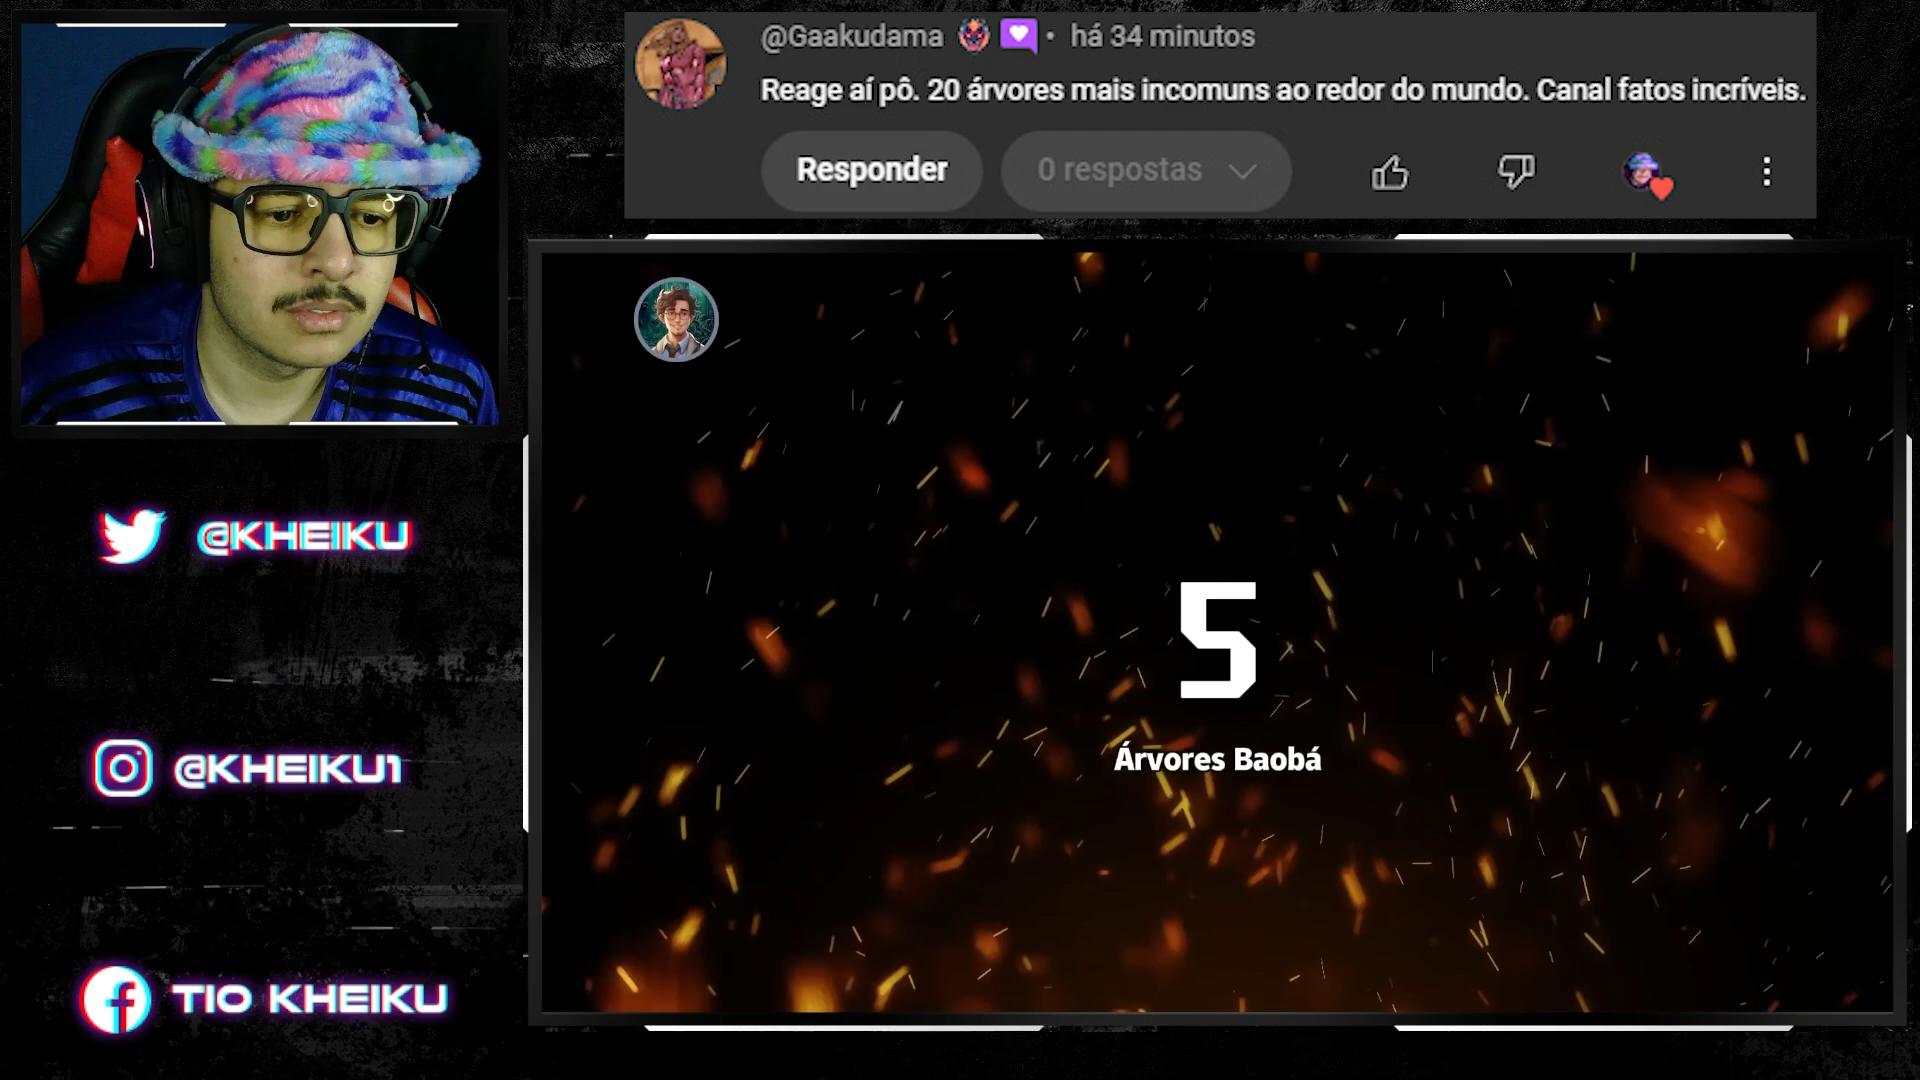 @Gaakudama • há 34 minutos
Reage aí pô. 20 árvores mais incomuns ao redor do mundo. Canal fatos incríveis.
Responder
0 respostas
@KHEIKU
@KHEIKU1
TIO KHEIKU
5
Árvores Baobá